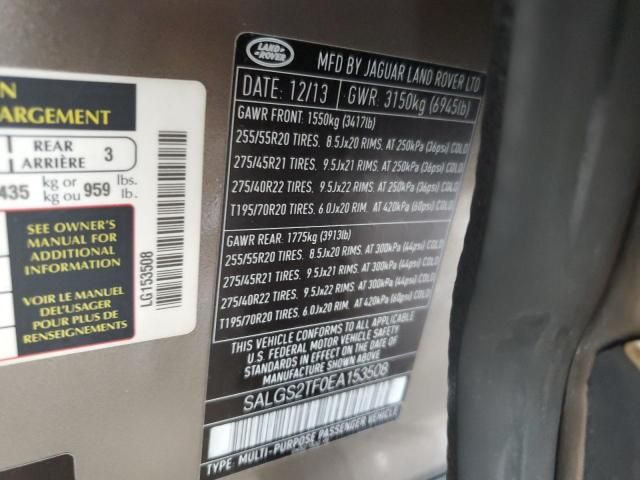 ON
ARGEMENT
REAR
ARRIÈRE 3
435 kg or 959 lbs.
kg ou lb.
SEE OWNER'S
MANUAL FOR
ADDITIONAL
INFORMATION
VOIR LE MANUEL
DE L'USAGER
POUR PLUS DE
RENSEIGNEMENTS
LG153508
LAND ROVER
MFD BY JAGUAR LAND ROVER LTD
DATE: 12/13 GWR: 3150kg (6945lb)
GAWR FRONT: 1550kg (3417lb)
255/55R20 TIRES. 8.5Jx20 RIMS. AT 250kPa (36psi) COLD
275/45R21 TIRES. 9.5Jx21 RIMS. AT 250kPa (36psi) COLD
275/40R22 TIRES. 9.5Jx22 RIMS. AT 250kPa (36psi) COLD
T195/70R20 TIRES. 6.0Jx20 RIM. AT 420kPa (60psi) COLD
GAWR REAR: 1775kg (3913lb)
255/55R20 TIRES. 8.5Jx20 RIMS. AT 300kPa (44psi) COLD
275/45R21 TIRES. 9.5Jx21 RIMS. AT 300kPa (44psi) COLD
275/40R22 TIRES. 9.5Jx22 RIMS. AT 300kPa (44psi) COLD
T195/70R20 TIRES. 6.0Jx20 RIM. AT 420kPa (60psi) COLD
THIS VEHICLE CONFORMS TO ALL APPLICABLE
U.S. FEDERAL MOTOR VEHICLE SAFETY
STANDARDS IN EFFECT ON THE DATE OF
MANUFACTURE SHOWN ABOVE.
SALGS2TF0EA153508
TYPE: MULTI-PURPOSE PASSENGER VEHICLE